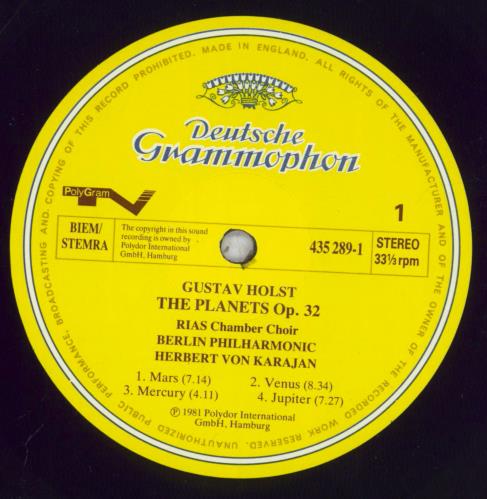 PERFORMANCE, BROADCASTING AND COPYING OF THIS RECORD PROHIBITED. MADE IN ENGLAND. ALL RIGHTS OF THE MANUFACTURER AND OF THE OWNER OF THE RECORDED WORK RESERVED. UNAUTHORIZED PUBLIC
Deutsche
Grammophon
PolyGram
TV
1
BIEM/
STEMRA
The copyright in this sound
recording is owned by
Polydor International
GmbH, Hamburg
435 289-1
STEREO
33⅓ rpm
GUSTAV HOLST
THE PLANETS Op. 32
RIAS Chamber Choir
BERLIN PHILHARMONIC
HERBERT VON KARAJAN
1. Mars (7.14) 2. Venus (8.34)
3. Mercury (4.11) 4. Jupiter (7.27)
℗ 1981 Polydor International
GmbH, Hamburg